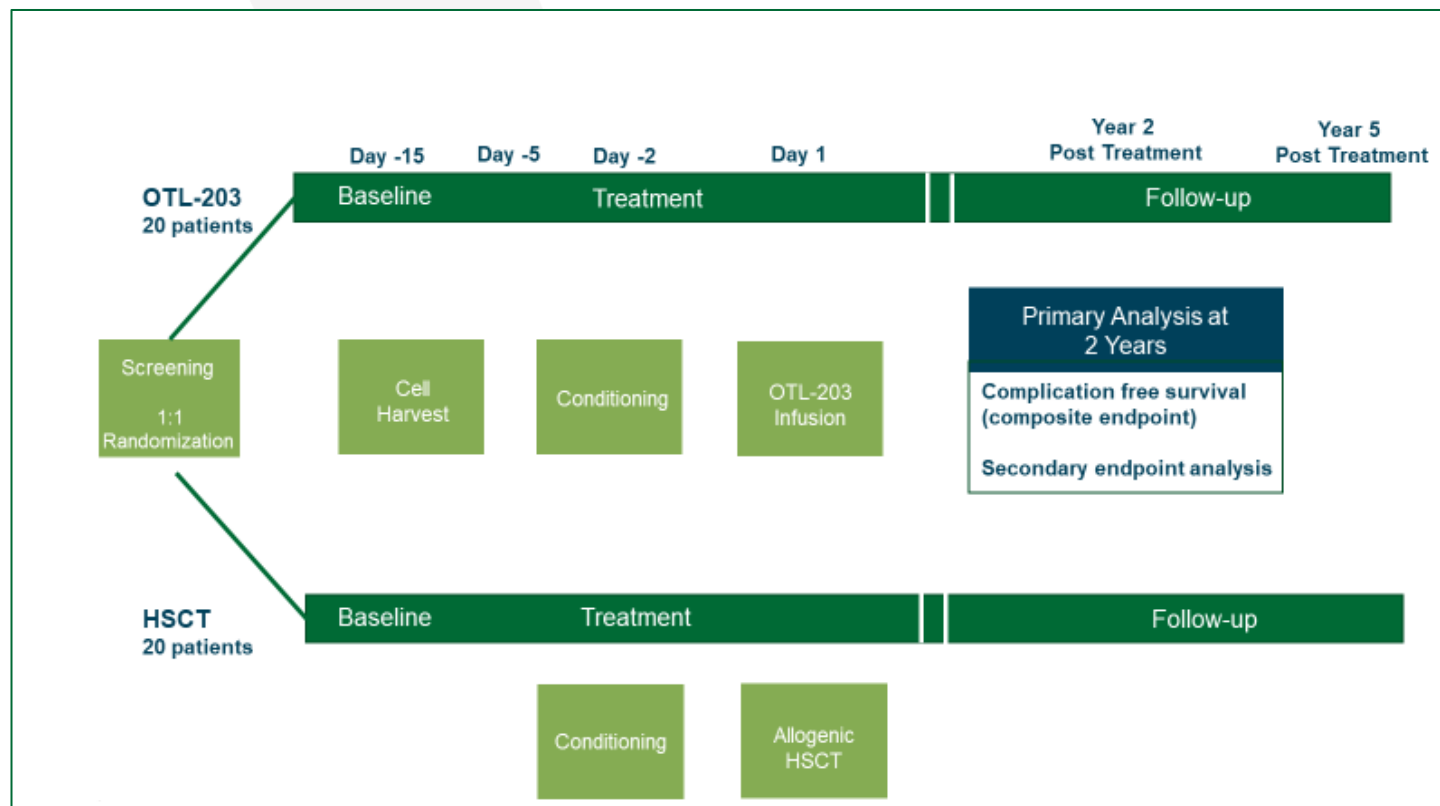 Day -15
Day -5
Day -2
Day 1
Year 2
Post Treatment
Year 5
Post Treatment
OTL-203
20 patients
Baseline
Treatment
Follow-up
Screening
1:1
Randomization
Cell
Harvest
Conditioning
OTL-203
Infusion
Primary Analysis at
2 Years
Complication free survival
(composite endpoint)
Secondary endpoint analysis
HSCT
20 patients
Baseline
Treatment
Follow-up
Conditioning
Allogenic
HSCT